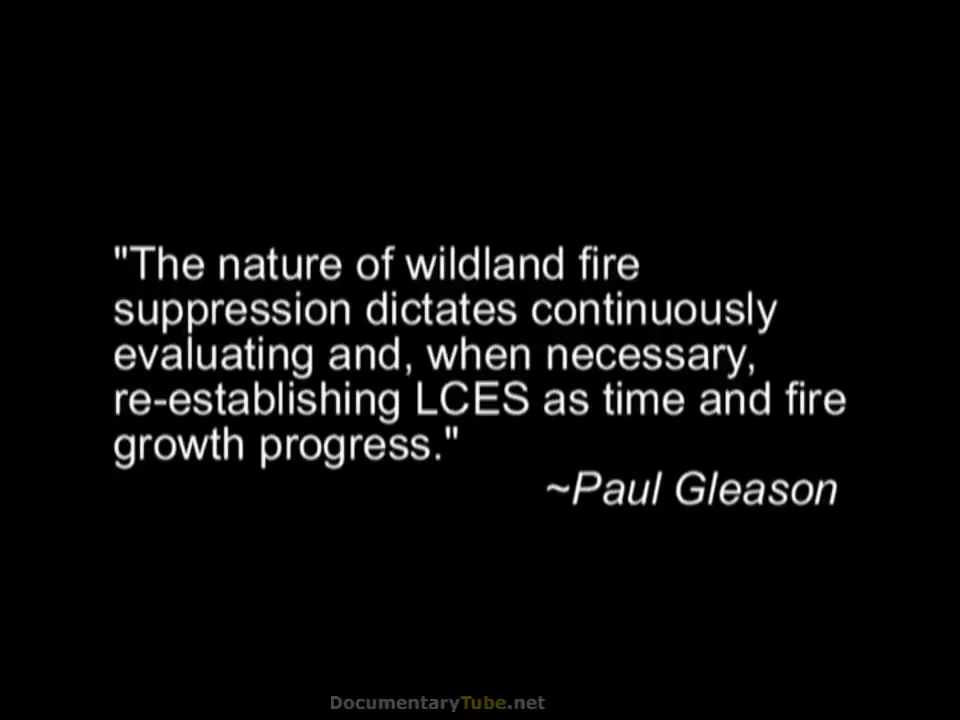 "The nature of wildland fire
suppression dictates continuously
evaluating and, when necessary,
re-establishing LCES as time and fire
growth progress."
~Paul Gleason
DocumentaryTube.net